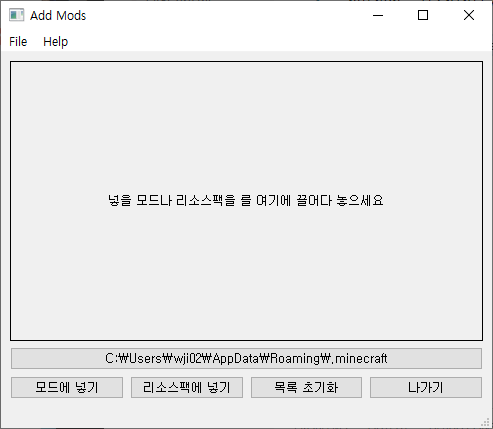 Add Mods
File Help
넣을 모드나 리소스팩을 를 여기에 끌어다 놓으세요
C:₩Users₩wji02₩AppData₩Roaming₩.minecraft
모드에 넣기 리소스팩에 넣기 목록 초기화 나가기